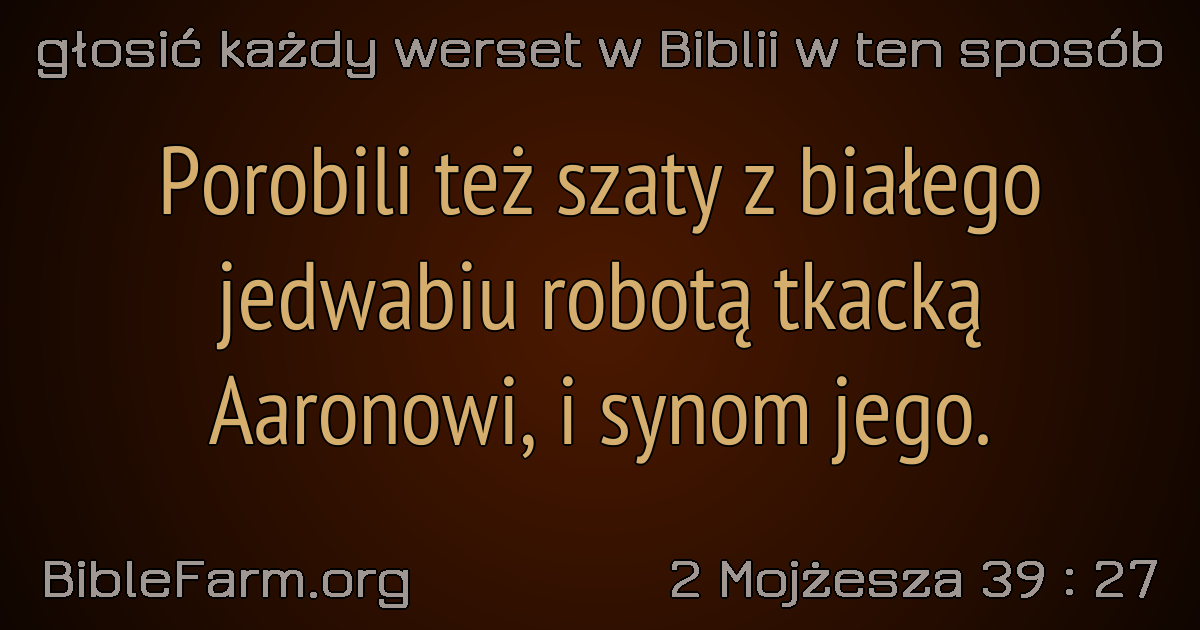 głosić każdy werset w Biblii w ten sposób
Porobili też szaty z białego
jedwabiu robotą tkacką
Aaronowi, i synom jego.
BibleFarm.org
2 Mojżesza 39 : 27